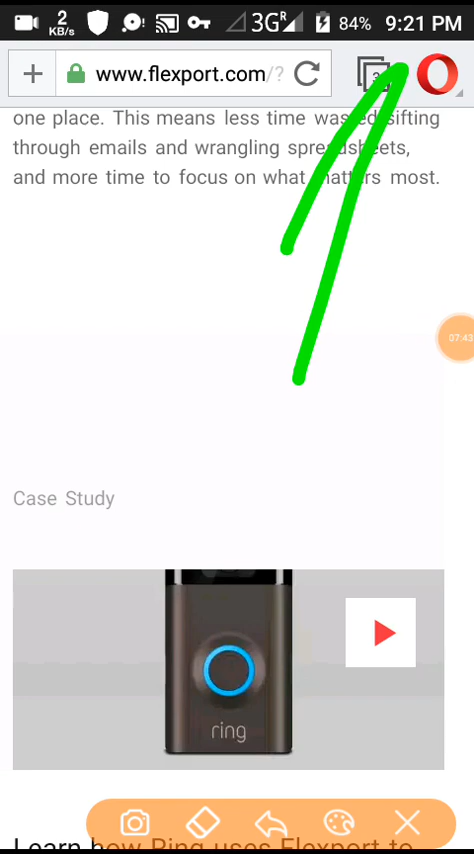 2
KB/s
3G R
84%
9:21 PM
www.flexport.com/?
one place. This means less time wasted sifting
through emails and wrangling spreadsheets,
and more time to focus on what matters most.
07:43
Case Study
ring
Learn how Ring uses Flexport to